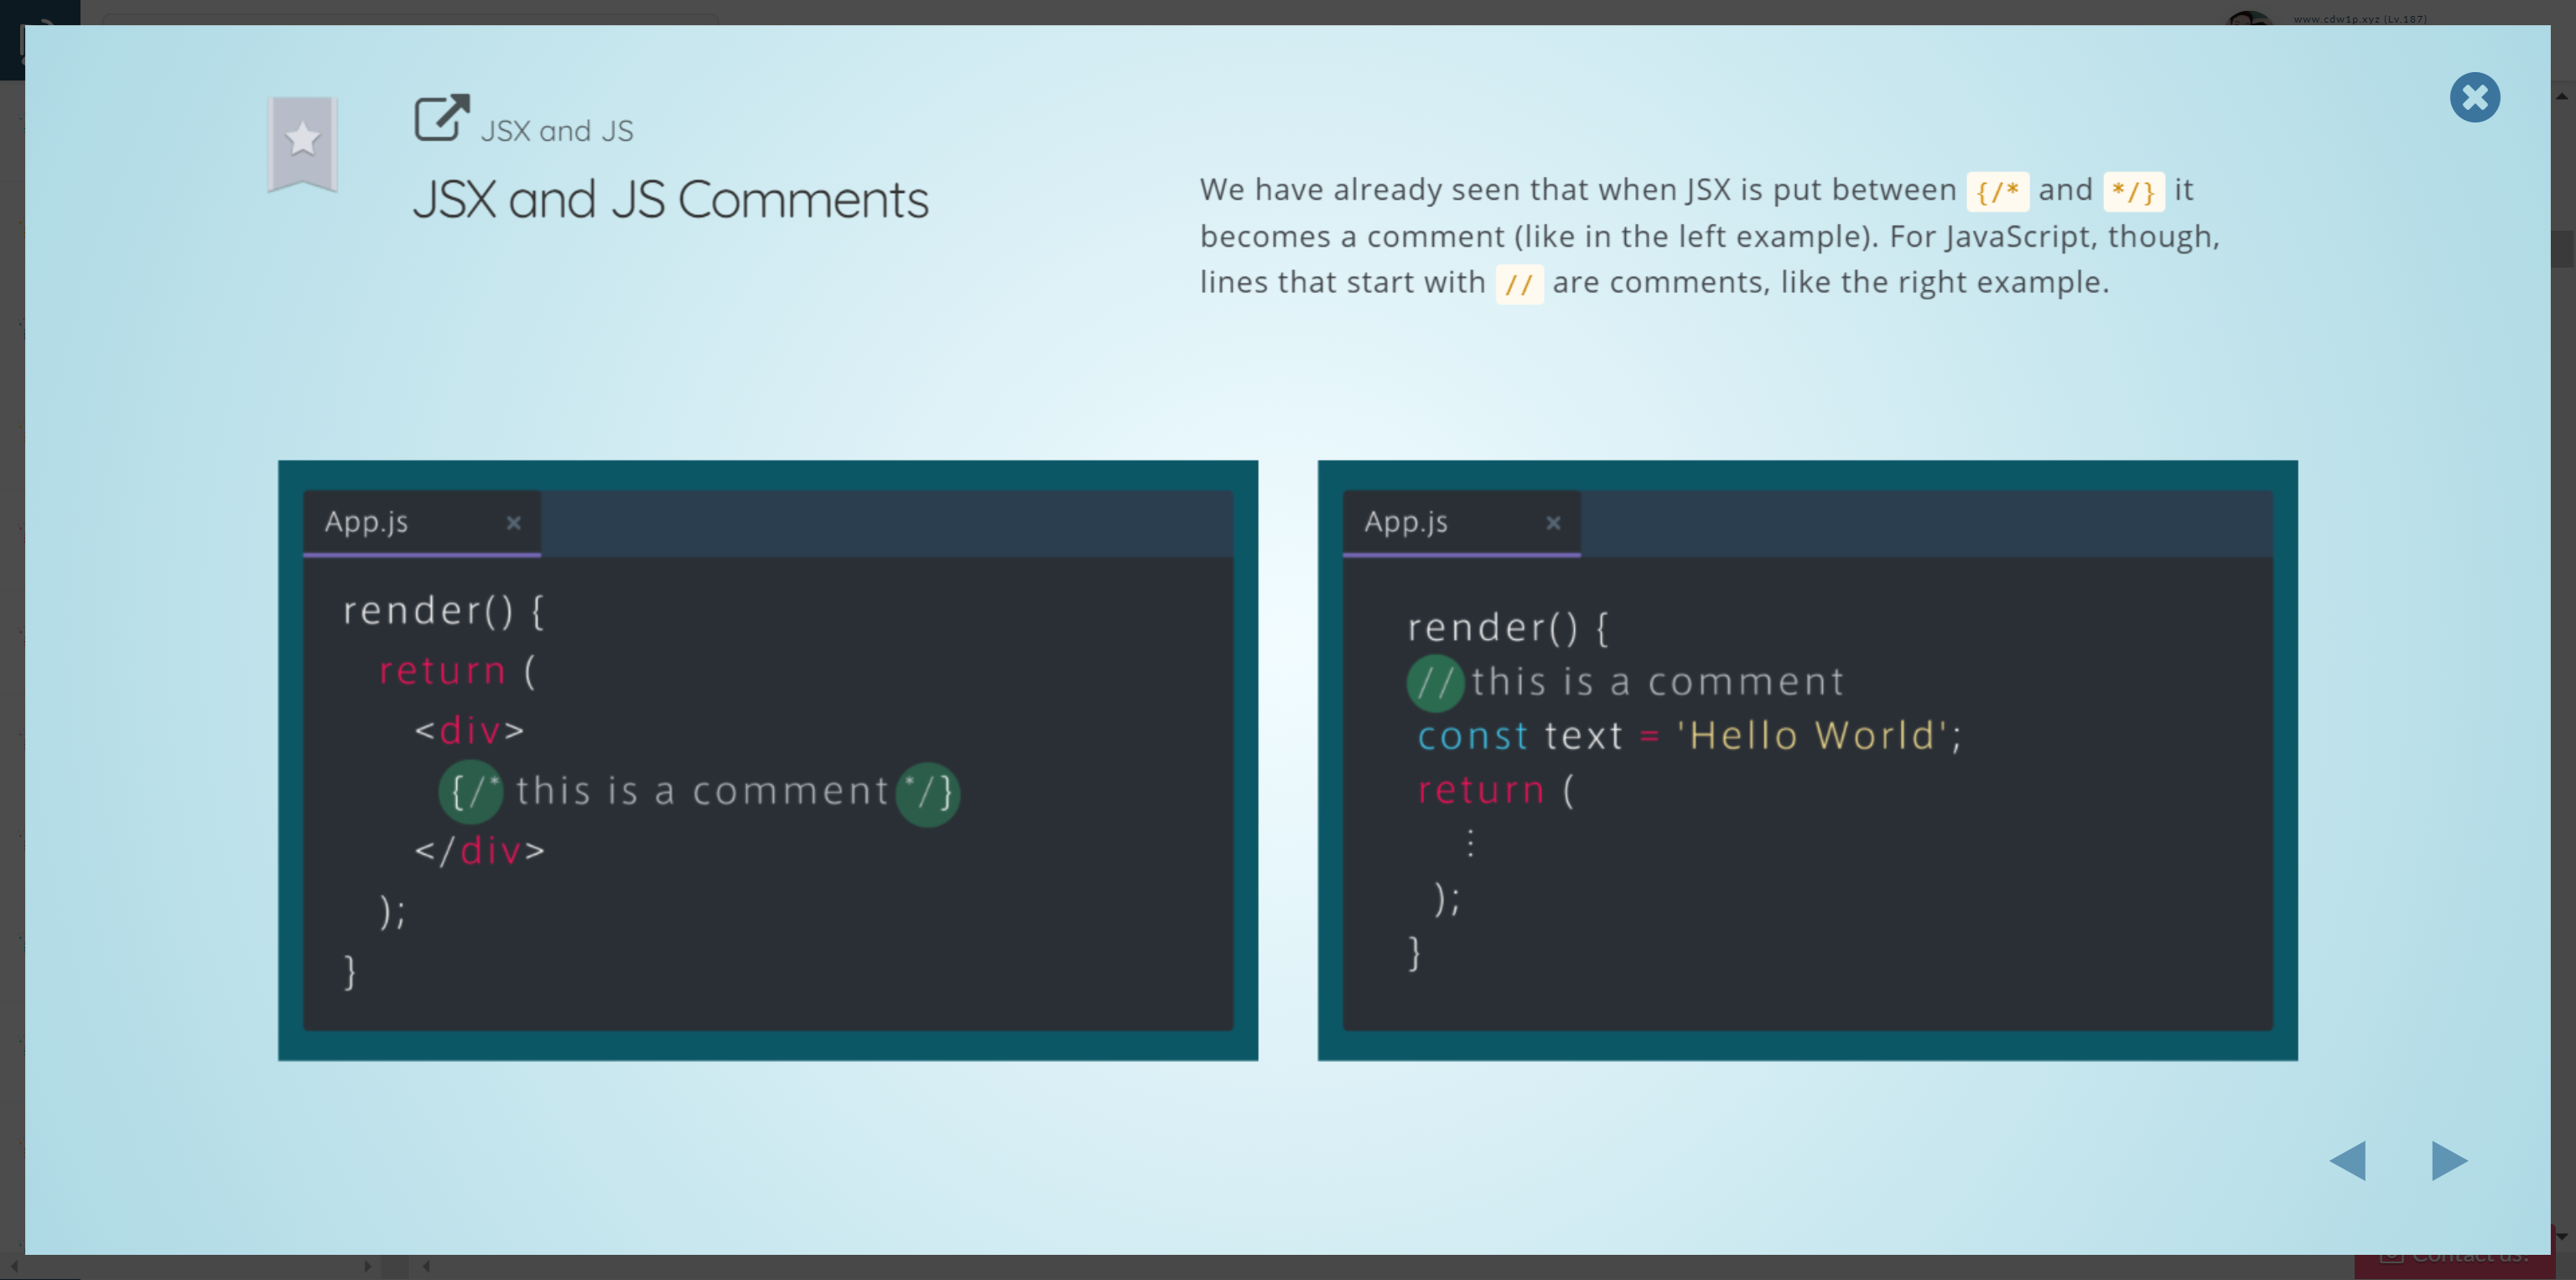 www.cdw1p.xyz (Lv.187)
JSX and JS
JSX and JS Comments
We have already seen that when JSX is put between {/* and */} it
becomes a comment (like in the left example). For JavaScript, though,
lines that start with // are comments, like the right example.
App.js
render() {
return (
<div>
{/* this is a comment */}
</div>
);
}
App.js
render() {
// this is a comment
const text = 'Hello World';
return (
⋮
);
}
Contact us!